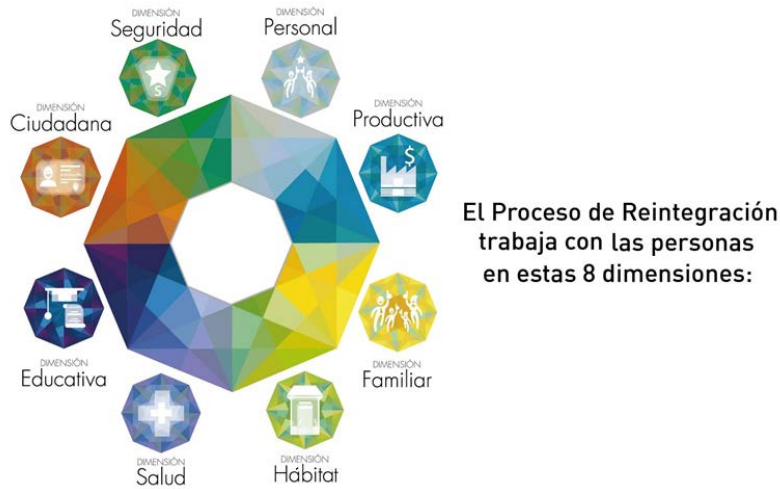 DIMENSIÓN
Seguridad
DIMENSIÓN
Personal
DIMENSIÓN
Ciudadana
DIMENSIÓN
Productiva
$
S
El Proceso de Reintegración
trabaja con las personas
en estas 8 dimensiones:
DIMENSIÓN
Educativa
DIMENSIÓN
Familiar
DIMENSIÓN
Salud
DIMENSIÓN
Hábitat